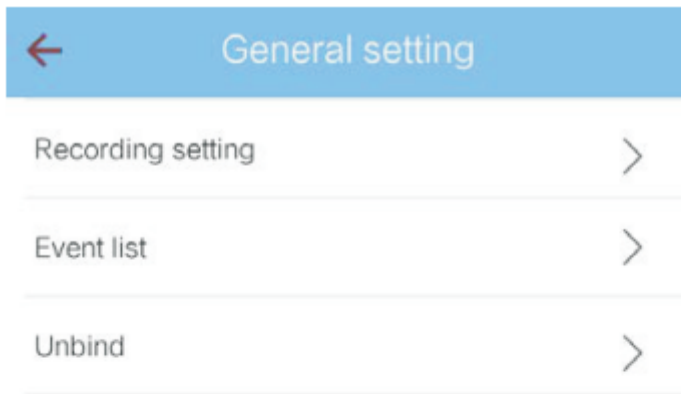 General setting
Recording setting
Event list
Unbind